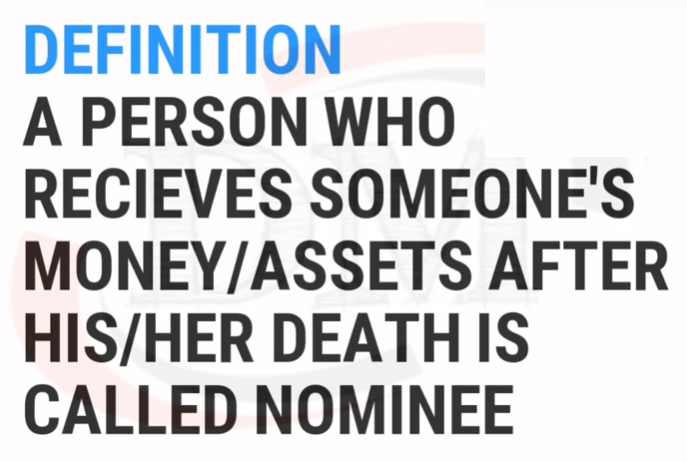 DEFINITION
A PERSON WHO
RECIEVES SOMEONE'S
MONEY/ASSETS AFTER
HIS/HER DEATH IS
CALLED NOMINEE